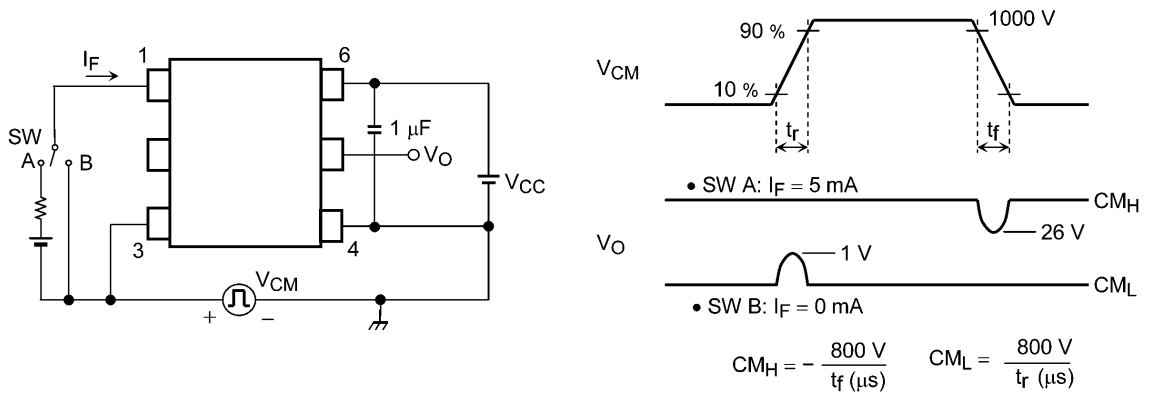 I_F
1
6
SW
A
B
1 μF
V_O
V_CC
3
4
V_CM
+
−
V_CM
90 %
10 %
1000 V
t_r
t_f
• SW A: I_F = 5 mA
CM_H
26 V
V_O
1 V
CM_L
• SW B: I_F = 0 mA
CM_H = − 800 V / t_f (μs)
CM_L = 800 V / t_r (μs)